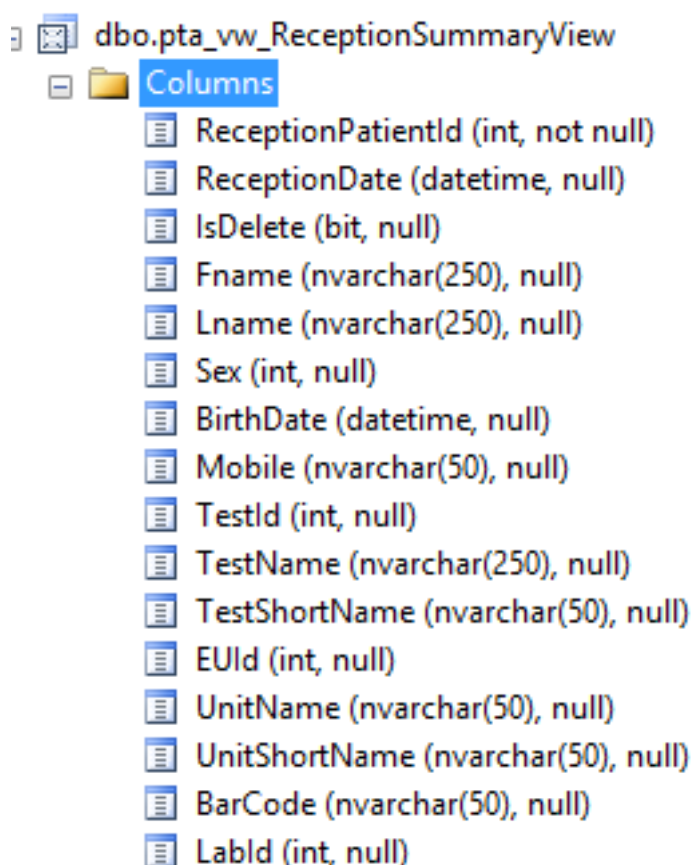 dbo.pta_vw_ReceptionSummaryView
Columns
ReceptionPatientId (int, not null)
ReceptionDate (datetime, null)
IsDelete (bit, null)
Fname (nvarchar(250), null)
Lname (nvarchar(250), null)
Sex (int, null)
BirthDate (datetime, null)
Mobile (nvarchar(50), null)
TestId (int, null)
TestName (nvarchar(250), null)
TestShortName (nvarchar(50), null)
EUId (int, null)
UnitName (nvarchar(50), null)
UnitShortName (nvarchar(50), null)
BarCode (nvarchar(50), null)
LabId (int, null)